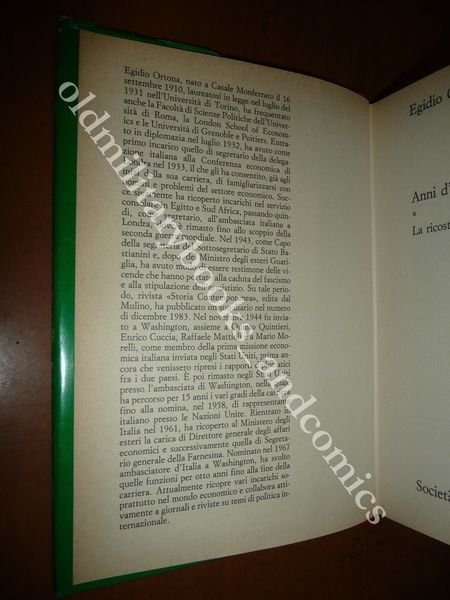 Egidio Ortona, nato a Casale Monferrato il 16
settembre 1910, laureatosi in legge nel luglio del
1931 nell'Università di Torino, ha frequentato
anche la Facoltà di Scienze Politiche dell'Univer-
sità di Roma, la London School of Econom-
ics e le Università di Grenoble e Poitiers. Entra-
to in diplomazia nel luglio 1932, ha avuto come
primo incarico quello di segretario della delega-
zione italiana alla Conferenza economica di
Londra nel 1933, il che gli ha consentito, già agli
della sua carriera, di familiarizzarsi con
e problemi del settore economico. Suc-
cessivamente ha ricoperto incarichi nel servizio
in Egitto e Sud Africa, passando quin-
di, come segretario, all'ambasciata italiana a
Londra è rimasto fino allo scoppio della
seconda guerra mondiale. Nel 1943, come Capo
della segreteria Sottosegretario di Stato Ba-
stianini e, dopo Ministro degli esteri Guari-
glia, ha avuto modo essere testimone delle vi-
cende che hanno portato alla caduta del fascismo
e alla stipulazione dell'armistizio. Su tale perio-
do, rivista «Storia edita dal
Mulino, ha pubblicato un nel numero
di dicembre 1983. Nel novembre 1944 fu invia-
to a Washington, assieme a Quintieri,
Enrico Cuccia, Raffaele Mattioli e Mario Mo-
relli, come membro della prima missione econo-
mica italiana inviata negli Stati Uniti, prima an-
cora che venissero ripresi i rapporti
fra i due paesi. È poi rimasto negli Stati Uniti
presso l'ambasciata di Washington, nella quale
ha percorso per 15 anni i vari gradi della carriera
fino alla nomina, nel 1958, di rappresentante
italiano presso le Nazioni Unite. Rientrato in
Italia nel 1961, ha ricoperto al Ministero degli
esteri la carica di Direttore generale degli affari
economici e successivamente quella di Segreta-
rio generale della Farnesina. Nominato nel 1967
ambasciatore d'Italia a Washington, ha svolto
quelle funzioni per otto anni fino alla fine della
carriera. Attualmente ricopre vari incarichi so-
prattutto nel mondo economico e collabora atti-
vamente a giornali e riviste su temi di politica in-
ternazionale.
Egidio O
Anni d'
*
La ricost
Società
oldmilitarybooks_andcomics